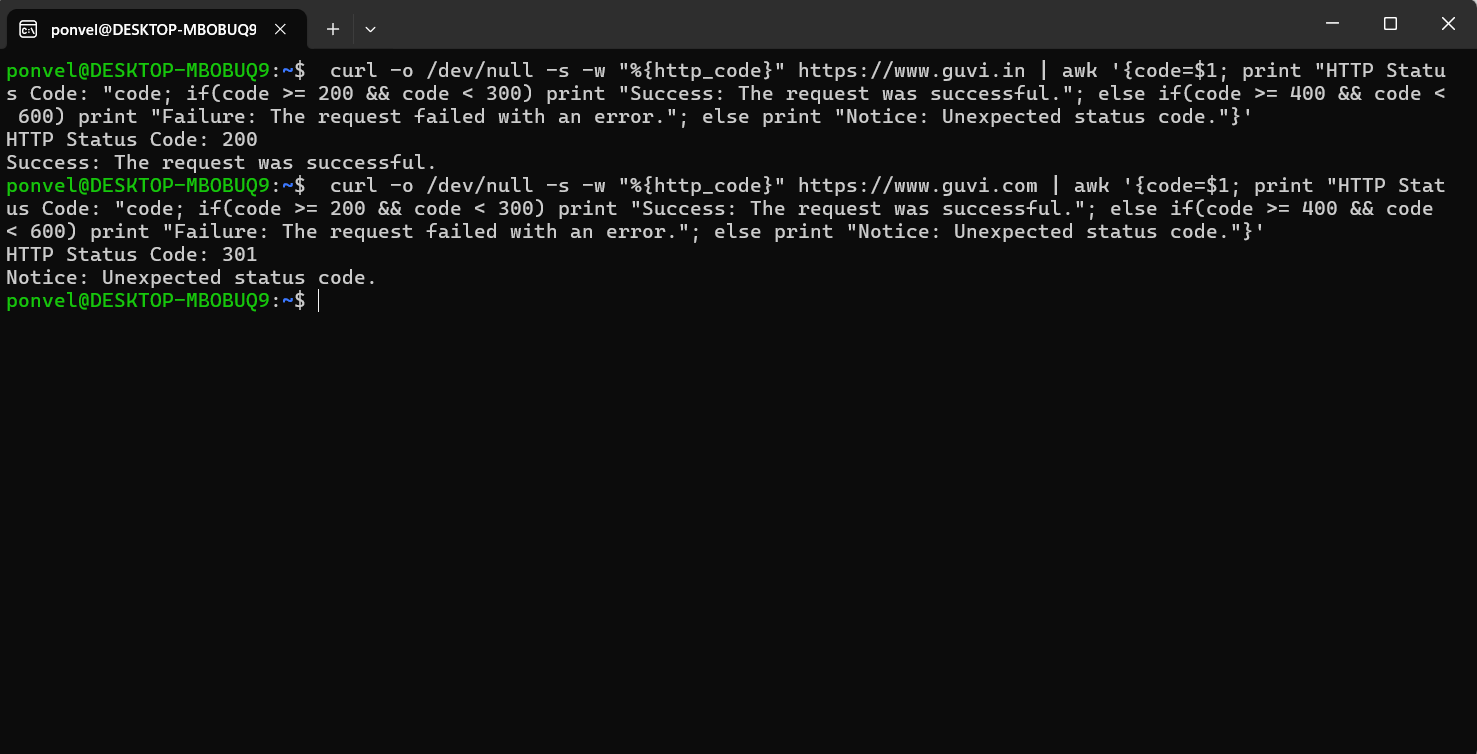 ponvel@DESKTOP-MBOBUQ9
ponvel@DESKTOP-MBOBUQ9:~$  curl -o /dev/null -s -w "%{http_code}" https://www.guvi.in | awk '{code=$1; print "HTTP Statu
s Code: "code; if(code >= 200 && code < 300) print "Success: The request was successful."; else if(code >= 400 && code <
 600) print "Failure: The request failed with an error."; else print "Notice: Unexpected status code."}'
HTTP Status Code: 200
Success: The request was successful.
ponvel@DESKTOP-MBOBUQ9:~$  curl -o /dev/null -s -w "%{http_code}" https://www.guvi.com | awk '{code=$1; print "HTTP Stat
us Code: "code; if(code >= 200 && code < 300) print "Success: The request was successful."; else if(code >= 400 && code
< 600) print "Failure: The request failed with an error."; else print "Notice: Unexpected status code."}'
HTTP Status Code: 301
Notice: Unexpected status code.
ponvel@DESKTOP-MBOBUQ9:~$